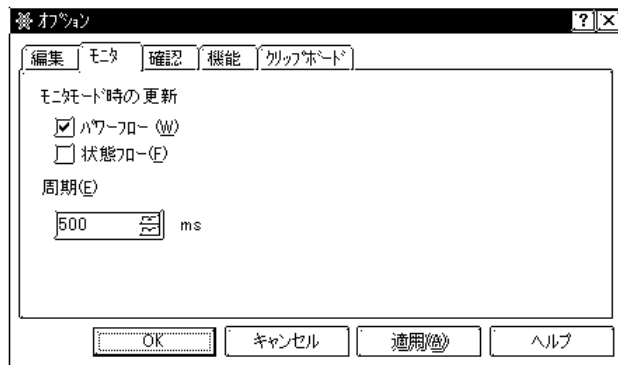 ｵﾌﾟｼｮﾝ
編集 ﾓﾆﾀ 確認 機能 ｸﾘｯﾌﾟﾎﾞｰﾄﾞ
ﾓﾆﾀﾓｰﾄﾞ時の更新
ﾊﾟﾜｰﾌﾛｰ (W)
状態ﾌﾛｰ(F)
周期(E)
500 ms
OK キャンセル 適用(A) ヘルプ